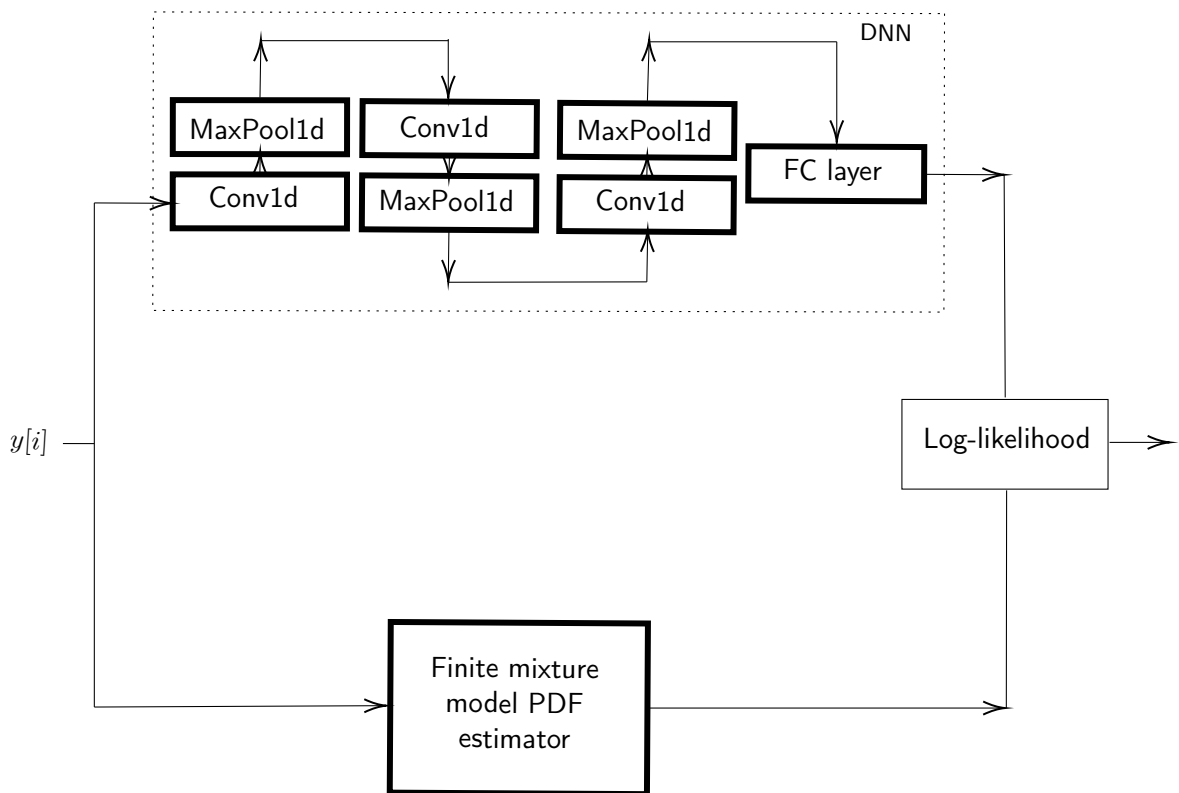 DNN
MaxPool1d
Conv1d
MaxPool1d
Conv1d
MaxPool1d
Conv1d
FC layer
y[i]
Log-likelihood
Finite mixture
model PDF
estimator